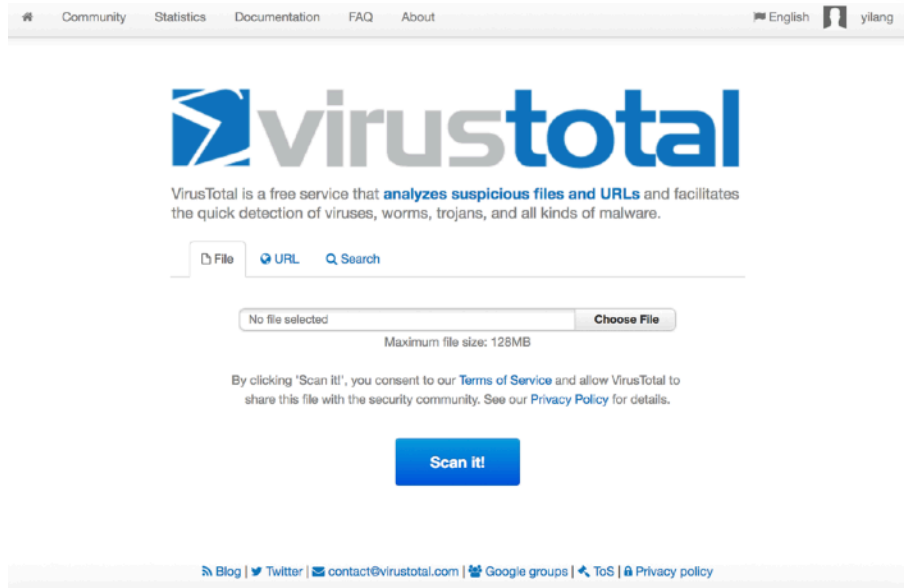 Community Statistics Documentation FAQ About English yilang
virustotal
VirusTotal is a free service that analyzes suspicious files and URLs and facilitates
the quick detection of viruses, worms, trojans, and all kinds of malware.
File URL Search
No file selected Choose File
Maximum file size: 128MB
By clicking 'Scan it!', you consent to our Terms of Service and allow VirusTotal to
share this file with the security community. See our Privacy Policy for details.
Scan it!
Blog | Twitter | contact@virustotal.com | Google groups | ToS | Privacy policy